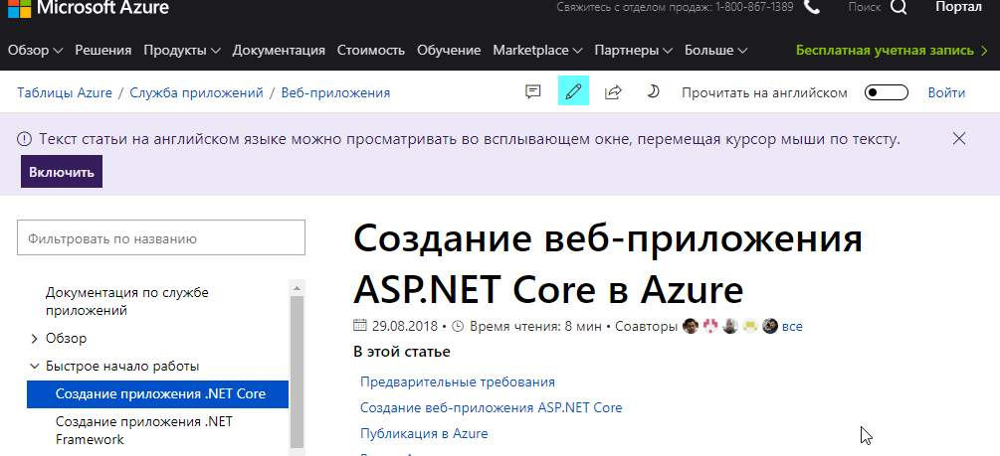 Microsoft Azure
Свяжитесь с отделом продаж: 1-800-867-1389 Поиск Портал
Обзор Решения Продукты Документация Стоимость Обучение Marketplace Партнеры Больше Бесплатная учетная запись
Таблицы Azure / Служба приложений / Веб-приложения Прочитать на английском Войти
Текст статьи на английском языке можно просматривать во всплывающем окне, перемещая курсор мыши по тексту.
Включить
Фильтровать по названию
Документация по службе
приложений
Обзор
Быстрое начало работы
Создание приложения .NET Core
Создание приложения .NET
Framework
Создание веб-приложения
ASP.NET Core в Azure
29.08.2018 • Время чтения: 8 мин • Соавторы все
В этой статье
Предварительные требования
Создание веб-приложения ASP.NET Core
Публикация в Azure